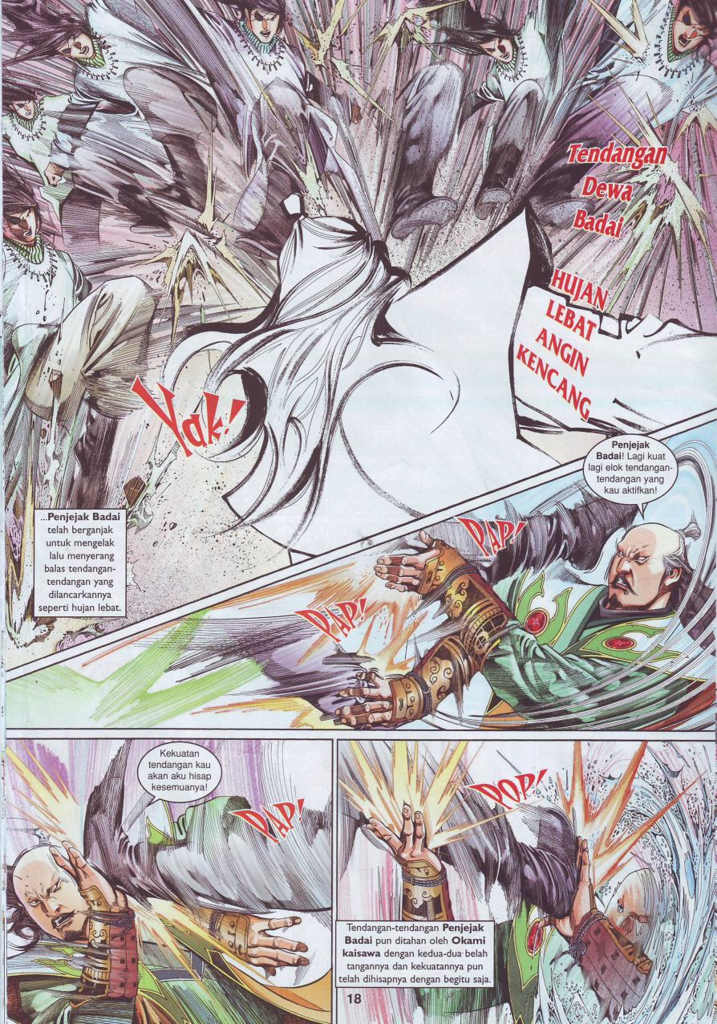 Tendangan
Dewa
Badai
HUJAN
LEBAT
ANGIN
KENCANG
Yak!
...Penjejak Badai
telah berganjak
untuk mengelak
lalu menyerang
balas tendangan-
tendangan yang
dilancarkannya
seperti hujan lebat.
Penjejak
Badai! Lagi kuat
lagi elok tendangan-
tendangan yang
kau aktifkan!
PAP!
PAP!
Kekuatan
tendangan kau
akan aku hisap
kesemuanya!
PAP!
POP!
Tendangan-tendangan Penjejak
Badai pun ditahan oleh Okami
kaisawa dengan kedua-dua belah
tangannya dan kekuatannya pun
telah dihisapnya dengan begitu saja.
18